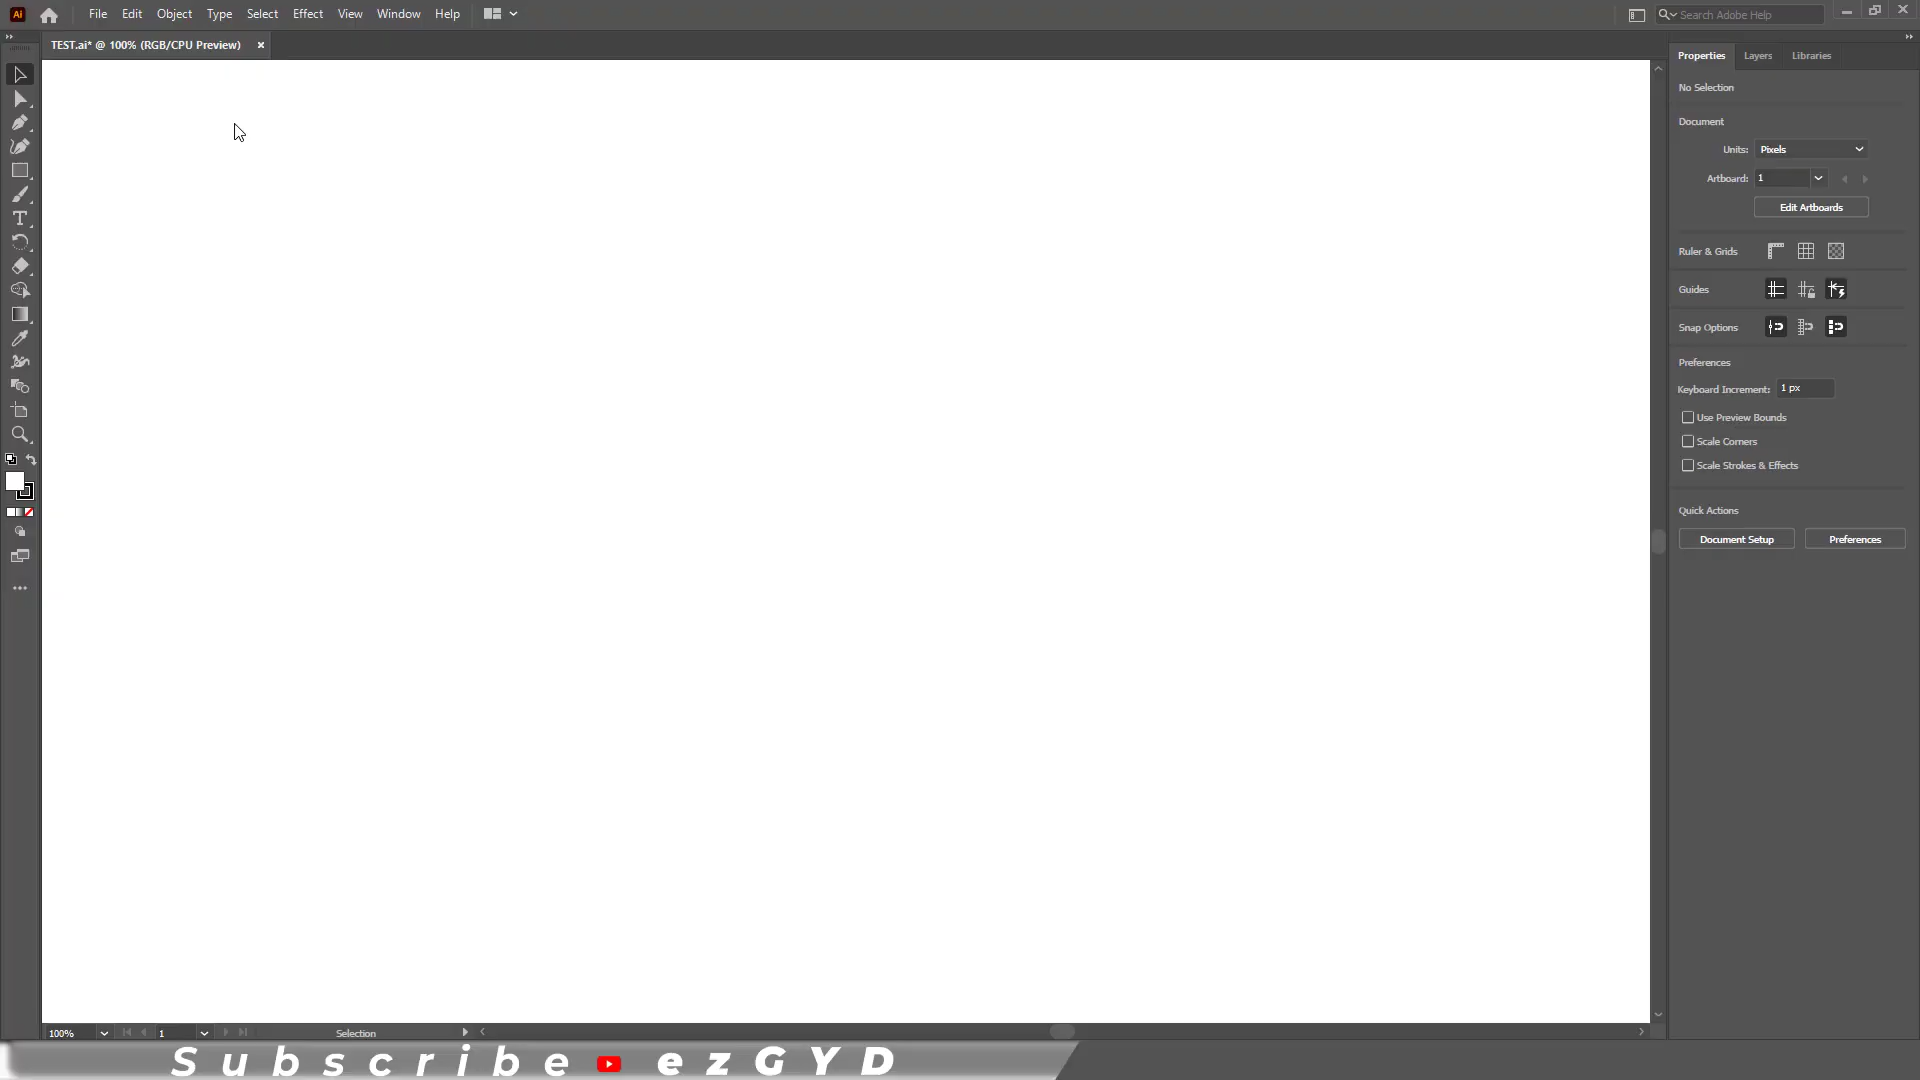 Ai File Edit Object Type Select Effect View Window Help Search Adobe Help
TEST.ai* @ 100% (RGB/CPU Preview)
Properties Layers Libraries
No Selection
Document
Units: Pixels
Artboard: 1
Edit Artboards
Ruler & Grids
Guides
Snap Options
Preferences
Keyboard Increment: 1 px
Use Preview Bounds
Scale Corners
Scale Strokes & Effects
Quick Actions
Document Setup Preferences
100% 1 Selection
Subscribe ezGYD